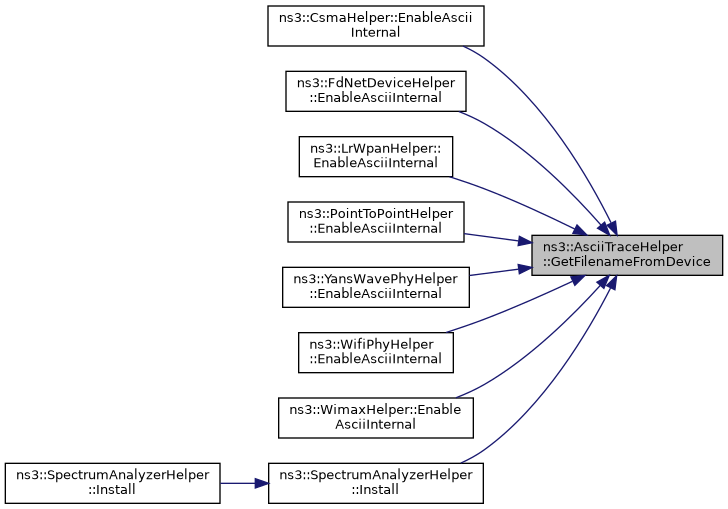 ns3::CsmaHelper::EnableAscii
Internal
ns3::FdNetDeviceHelper
::EnableAsciiInternal
ns3::LrWpanHelper::
EnableAsciiInternal
ns3::PointToPointHelper
::EnableAsciiInternal
ns3::AsciiTraceHelper
::GetFilenameFromDevice
ns3::YansWavePhyHelper
::EnableAsciiInternal
ns3::WifiPhyHelper
::EnableAsciiInternal
ns3::WimaxHelper::Enable
AsciiInternal
ns3::SpectrumAnalyzerHelper
::Install
ns3::SpectrumAnalyzerHelper
::Install